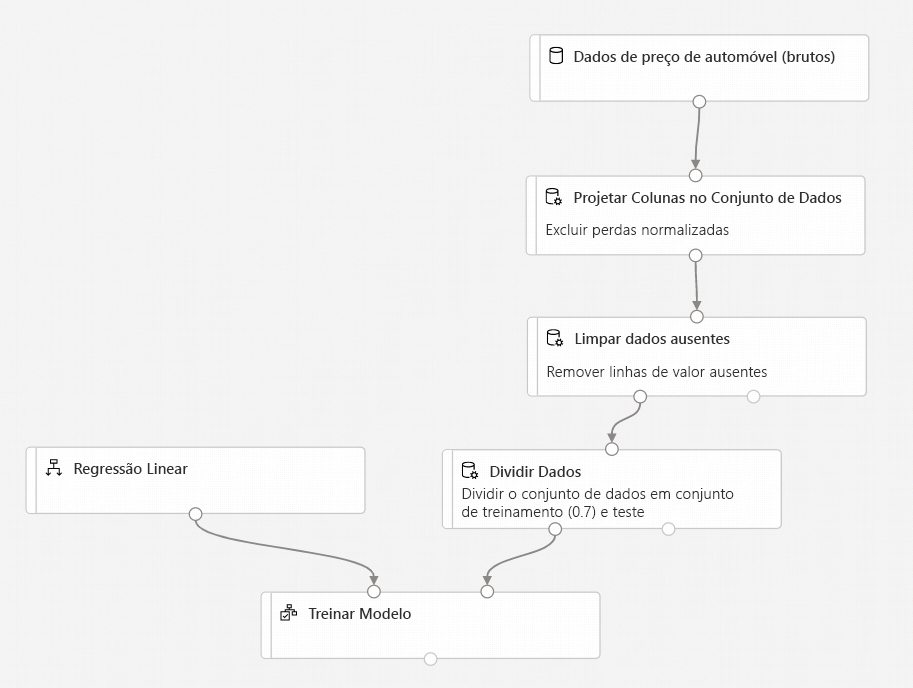 Dados de preço de automóvel (brutos)
Projetar Colunas no Conjunto de Dados
Excluir perdas normalizadas
Limpar dados ausentes
Remover linhas de valor ausentes
Regressão Linear
Dividir Dados
Dividir o conjunto de dados em conjunto
de treinamento (0.7) e teste
Treinar Modelo